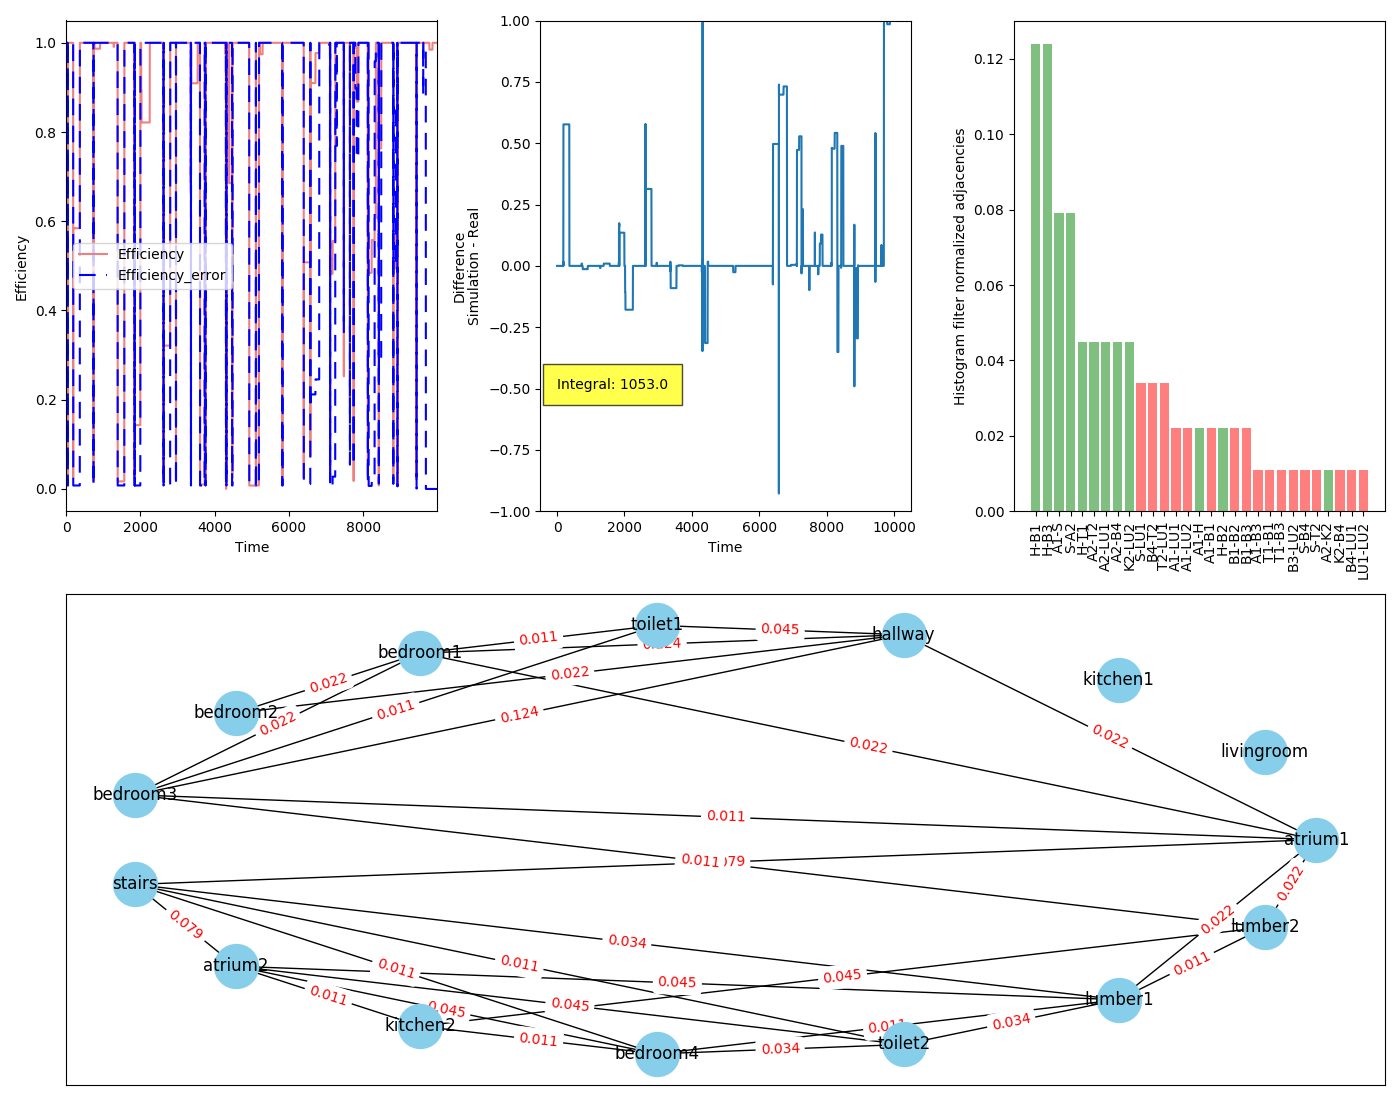 Efficiency
1.0
0.8
0.6
0.4
0.2
0.0
Efficiency
Efficiency_error
0
2000
4000
6000
8000
Time
Difference
Simulation - Real
1.00
0.75
0.50
0.25
0.00
−0.25
−0.50
−0.75
−1.00
Integral: 1053.0
0
2000
4000
6000
8000
10000
Time
Histogram filter normalized adjacencies
0.12
0.10
0.08
0.06
0.04
0.02
0.00
H-B1
H-B3
A1-S
S-A2
H-T1
A2-T2
A2-LU1
A2-B4
K2-LU2
S-LU1
B4-T2
T2-LU1
A1-LU1
A1-LU2
A1-H
A1-B1
H-B2
B1-B2
B1-B3
A1-B3
T1-B1
T1-B3
B3-LU2
S-B4
S-T2
A2-K2
K2-B4
B4-LU1
LU1-LU2
toilet1
hallway
bedroom1
kitchen1
bedroom2
livingroom
bedroom3
atrium1
stairs
lumber2
atrium2
lumber1
kitchen2
toilet2
bedroom4
0.011
0.045
0.022
0.022
0.022
0.011
0.124
0.022
0.022
0.011
0.011
0.079
0.034
0.011
0.011
0.045
0.045
0.045
0.011
0.045
0.011
0.034
0.034
0.011
0.022
0.022
0.011